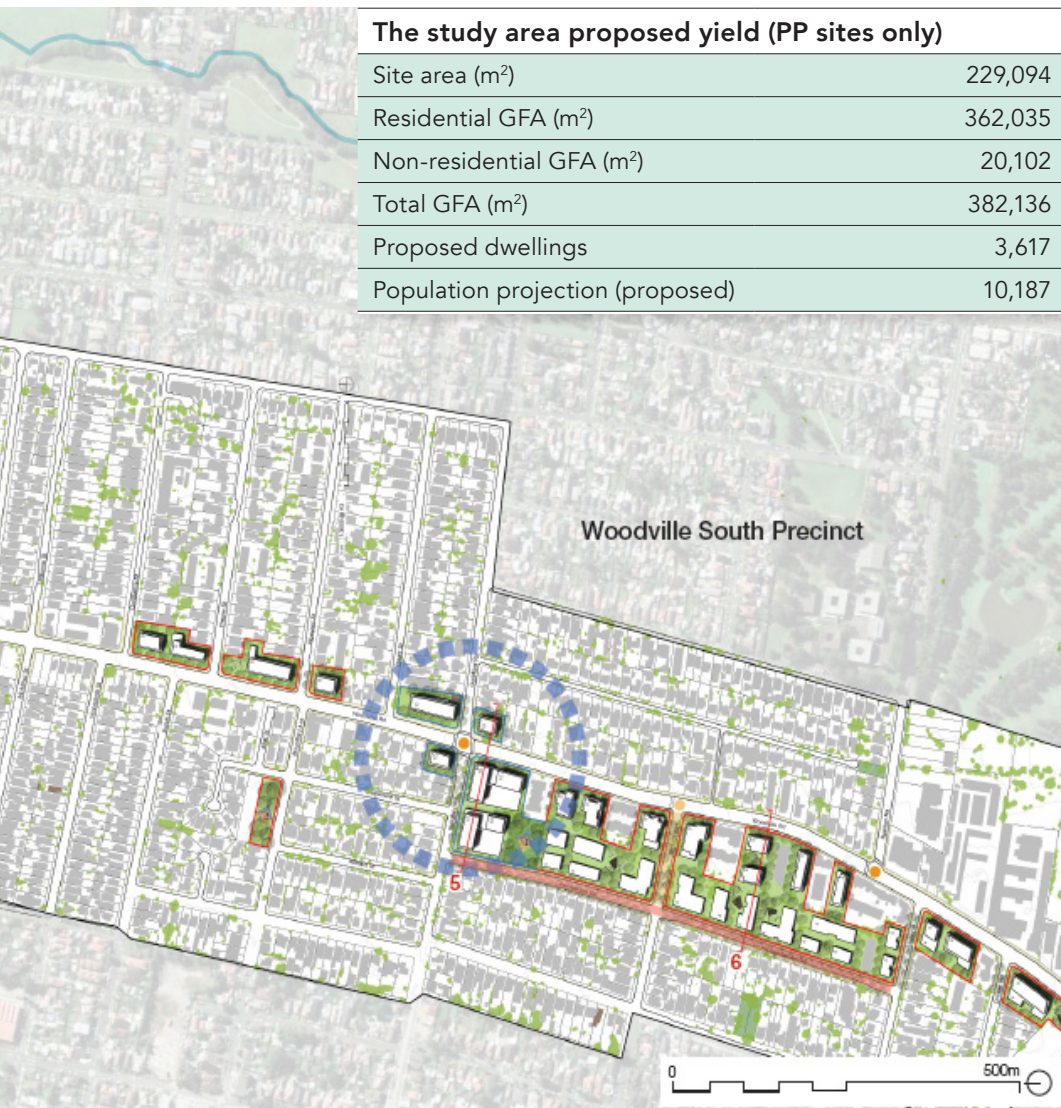 The study area proposed yield (PP sites only)
Site area (m²) 229,094
Residential GFA (m²) 362,035
Non-residential GFA (m²) 20,102
Total GFA (m²) 382,136
Proposed dwellings 3,617
Population projection (proposed) 10,187
Woodville South Precinct
5
6
0 500m